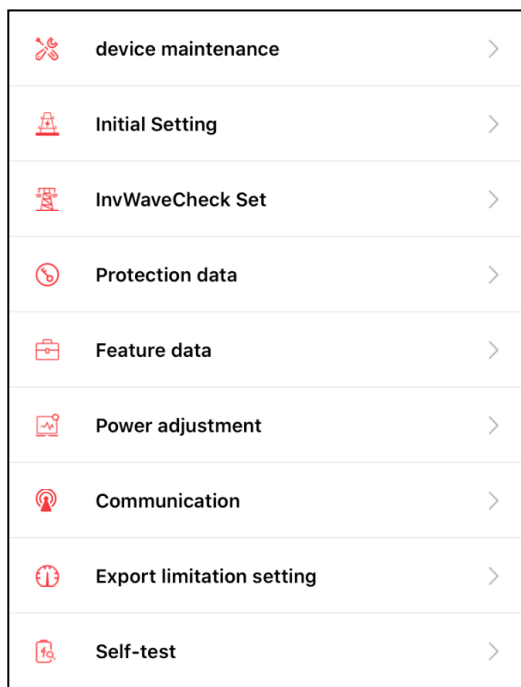 device maintenance
Initial Setting
InvWaveCheck Set
Protection data
Feature data
Power adjustment
Communication
Export limitation setting
Self-test